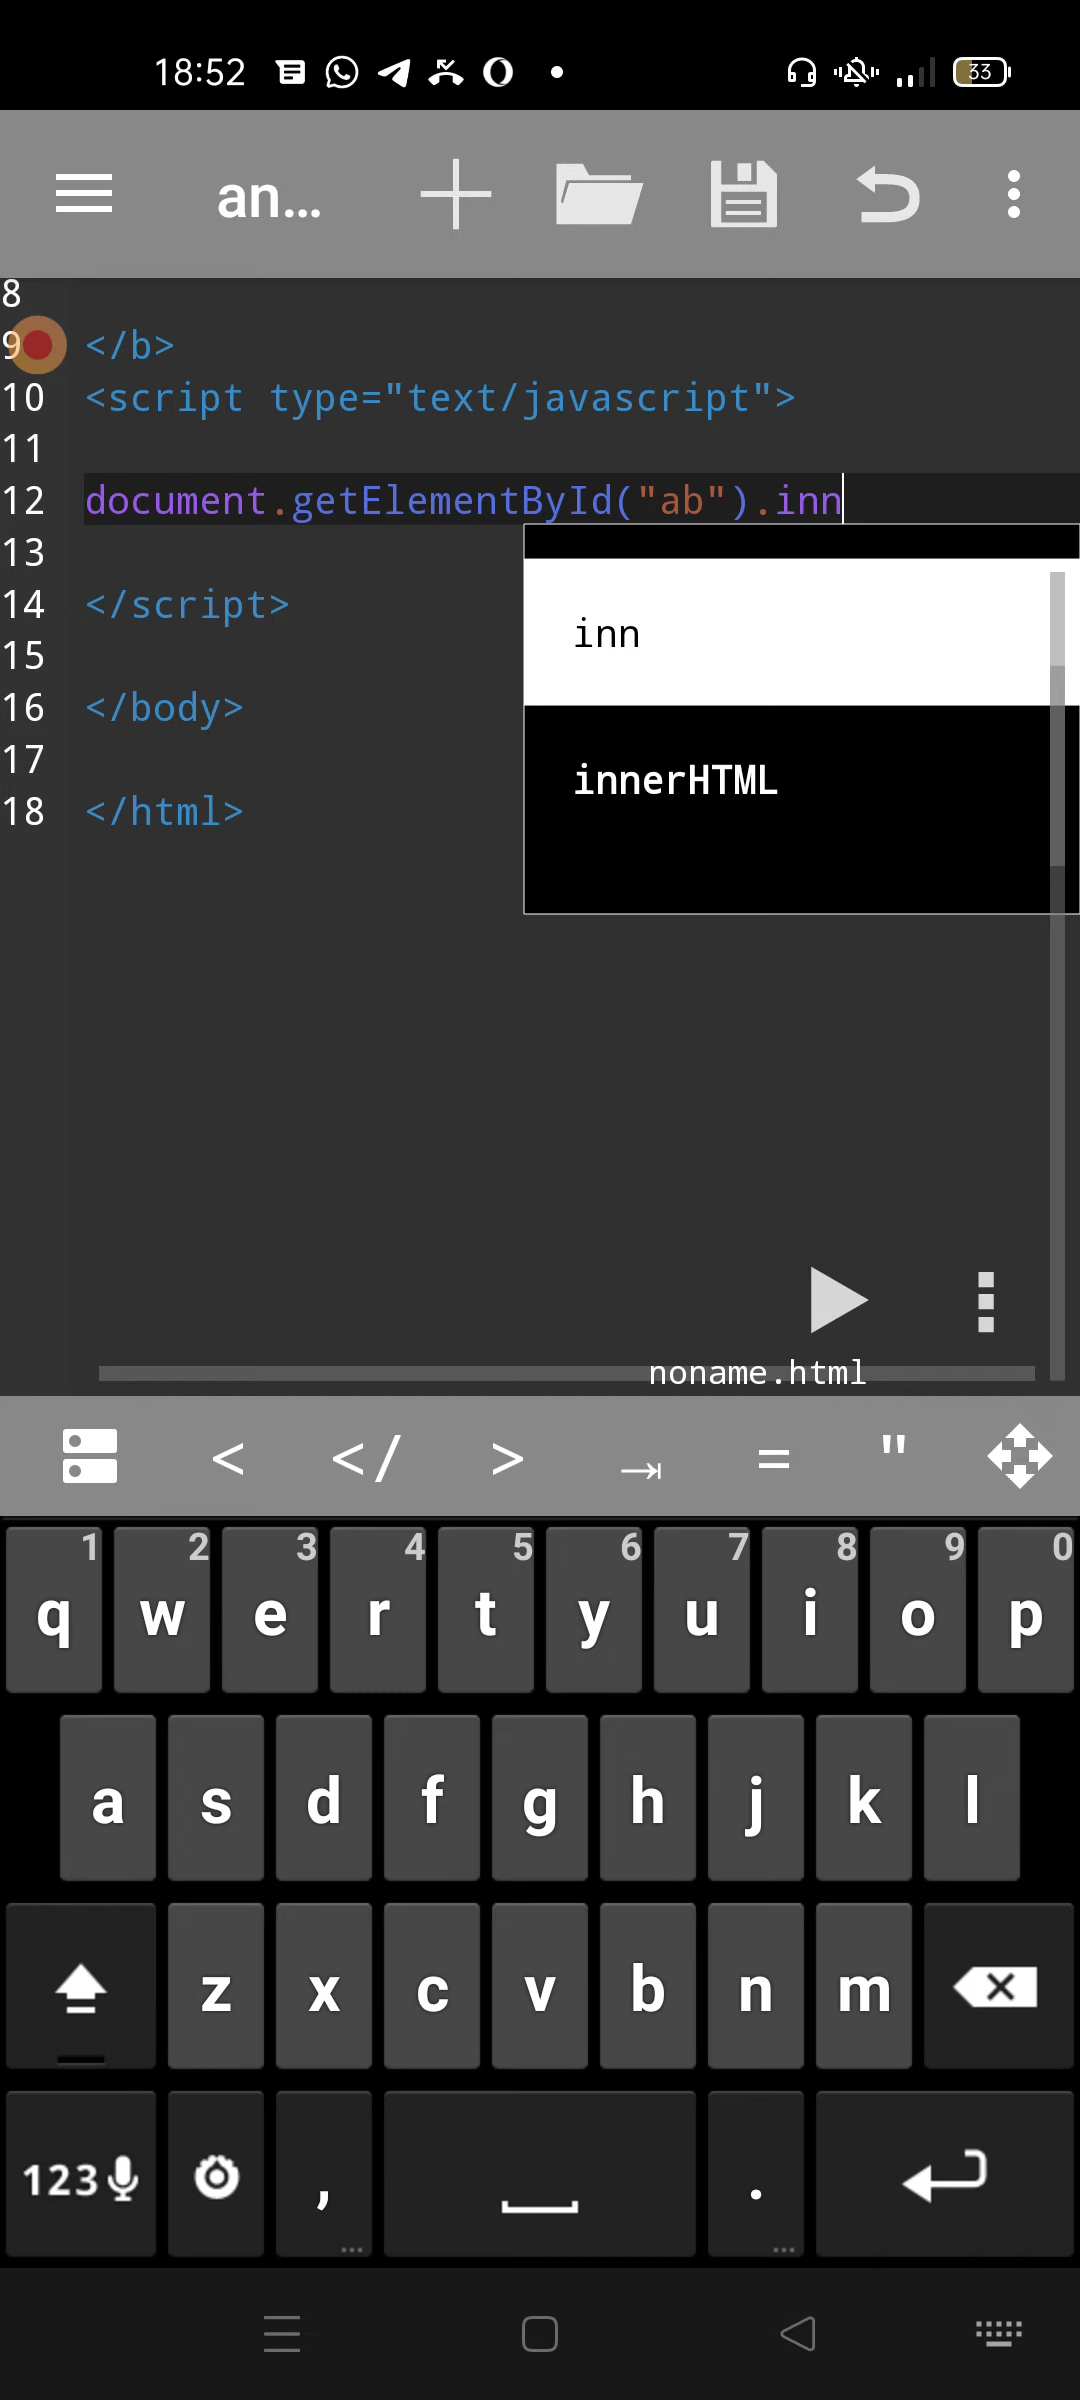 18:52
33
an...
8
9 </b>
10 <script type="text/javascript">
11
12 document.getElementById("ab").inn
13
inn
14 </script>
15
16 </body>
innerHTML
17
18 </html>
noname.html
< </ > ⇥ = "
1 2 3 4 5 6 7 8 9 0
q w e r t y u i o p
a s d f g h j k l
z x c v b n m
123 , ... . ...